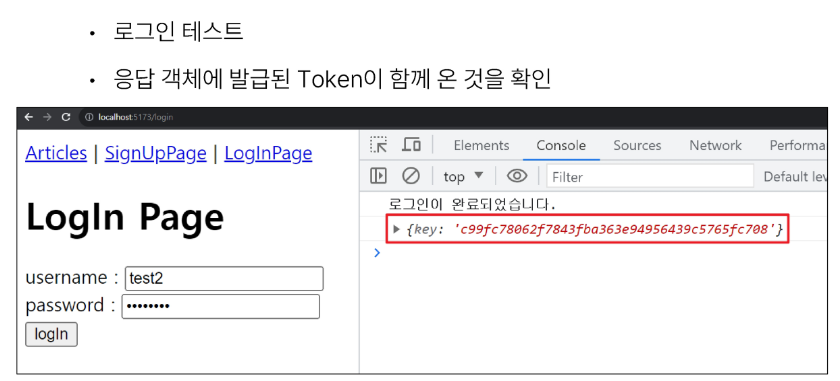 • 로그인 테스트
• 응답 객체에 발급된 Token이 함께 온 것을 확인
localhost:5173/login
Articles | SignUpPage | LogInPage
LogIn Page
username : test2
password : ••••••••
logIn
Elements Console Sources Network Performa
top ▼ Filter Default lev
로그인이 완료되었습니다.
▶ {key: 'c99fc78062f7843fba363e94956439c5765fc708'}
>